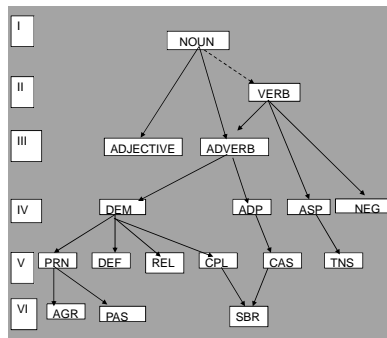 I
NOUN
II
VERB
III
ADJECTIVE ADVERB
IV
DEM ADP ASP NEG
V
PRN DEF REL CPL CAS TNS
VI
AGR PAS SBR